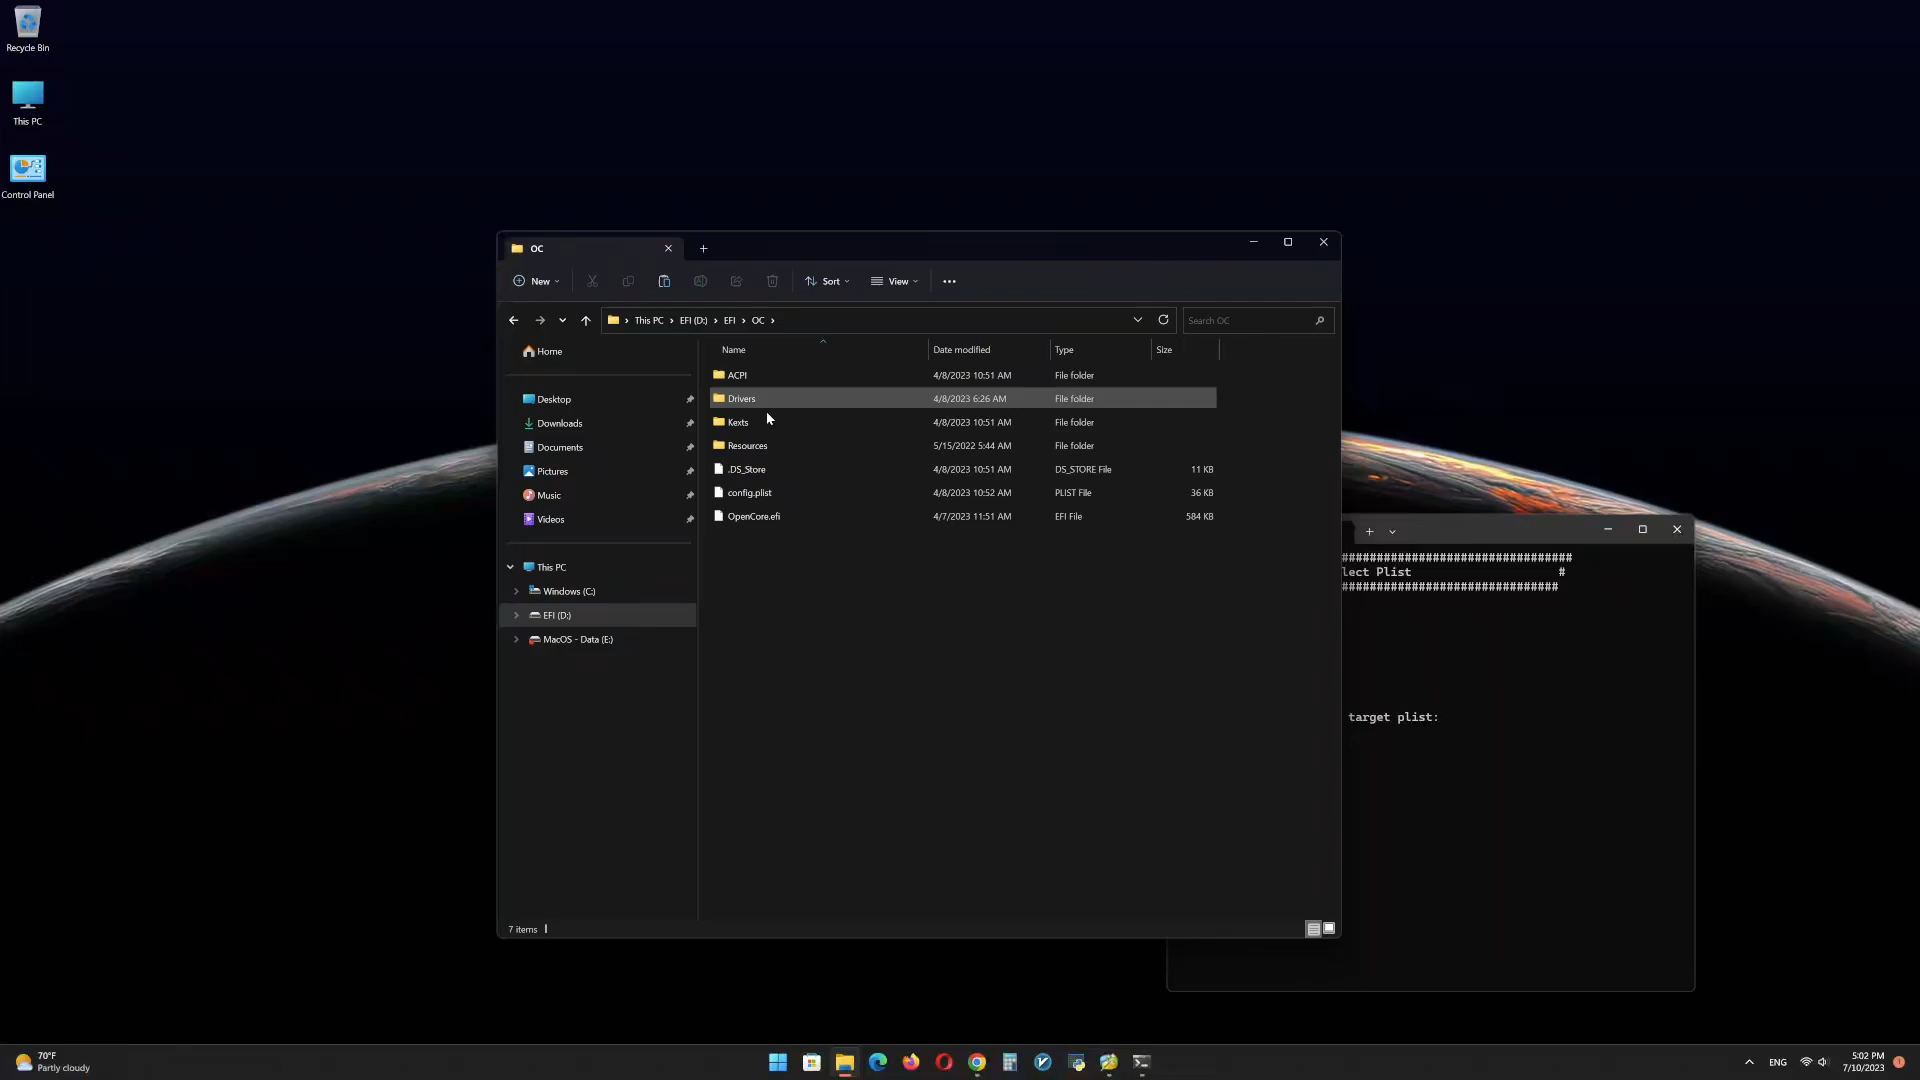 Recycle Bin
This PC
Control Panel
OC
New
Sort
View
This PC › EFI (D:) › EFI › OC ›
Search OC
Name Date modified Type Size
ACPI 4/8/2023 10:51 AM File folder
Drivers 4/8/2023 6:26 AM File folder
Kexts 4/8/2023 10:51 AM File folder
Resources 5/15/2022 5:44 AM File folder
.DS_Store 4/8/2023 10:51 AM DS_STORE File 11 KB
config.plist 4/8/2023 10:52 AM PLIST File 36 KB
OpenCore.efi 4/7/2023 11:51 AM EFI File 584 KB
Home
Desktop
Downloads
Documents
Pictures
Music
Videos
This PC
Windows (C:)
EFI (D:)
MacOS - Data (E:)
7 items
#################################
lect Plist #
###############################
target plist:
70°F
Partly cloudy
ENG
5:02 PM
7/10/2023
1